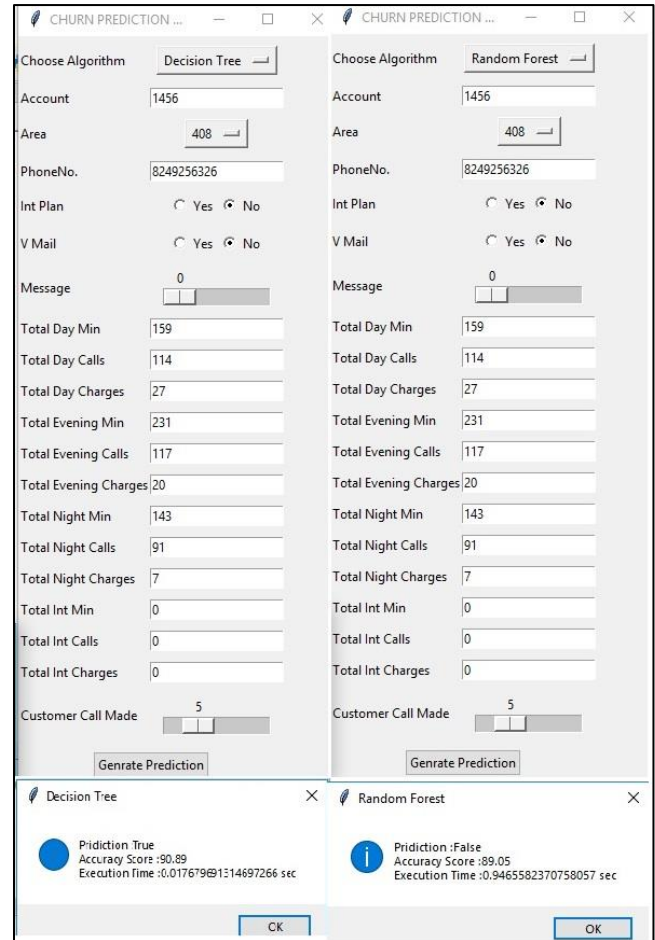 CHURN PREDICTION ...
Choose Algorithm Decision Tree
Account 1456
Area 408
PhoneNo. 8249256326
Int Plan Yes No
V Mail Yes No
0
Message
Total Day Min 159
Total Day Calls 114
Total Day Charges 27
Total Evening Min 231
Total Evening Calls 117
Total Evening Charges 20
Total Night Min 143
Total Night Calls 91
Total Night Charges 7
Total Int Min 0
Total Int Calls 0
Total Int Charges 0
5
Customer Call Made
Genrate Prediction
Decision Tree
Pridiction True
Accuracy Score :90.89
Execution Time :0.017679691314697266 sec
OK
CHURN PREDICTION ...
Choose Algorithm Random Forest
Account 1456
Area 408
PhoneNo. 8249256326
Int Plan Yes No
V Mail Yes No
0
Message
Total Day Min 159
Total Day Calls 114
Total Day Charges 27
Total Evening Min 231
Total Evening Calls 117
Total Evening Charges 20
Total Night Min 143
Total Night Calls 91
Total Night Charges 7
Total Int Min 0
Total Int Calls 0
Total Int Charges 0
5
Customer Call Made
Genrate Prediction
Random Forest
Pridiction :False
Accuracy Score :89.05
Execution Time :0.9465582370758057 sec
OK